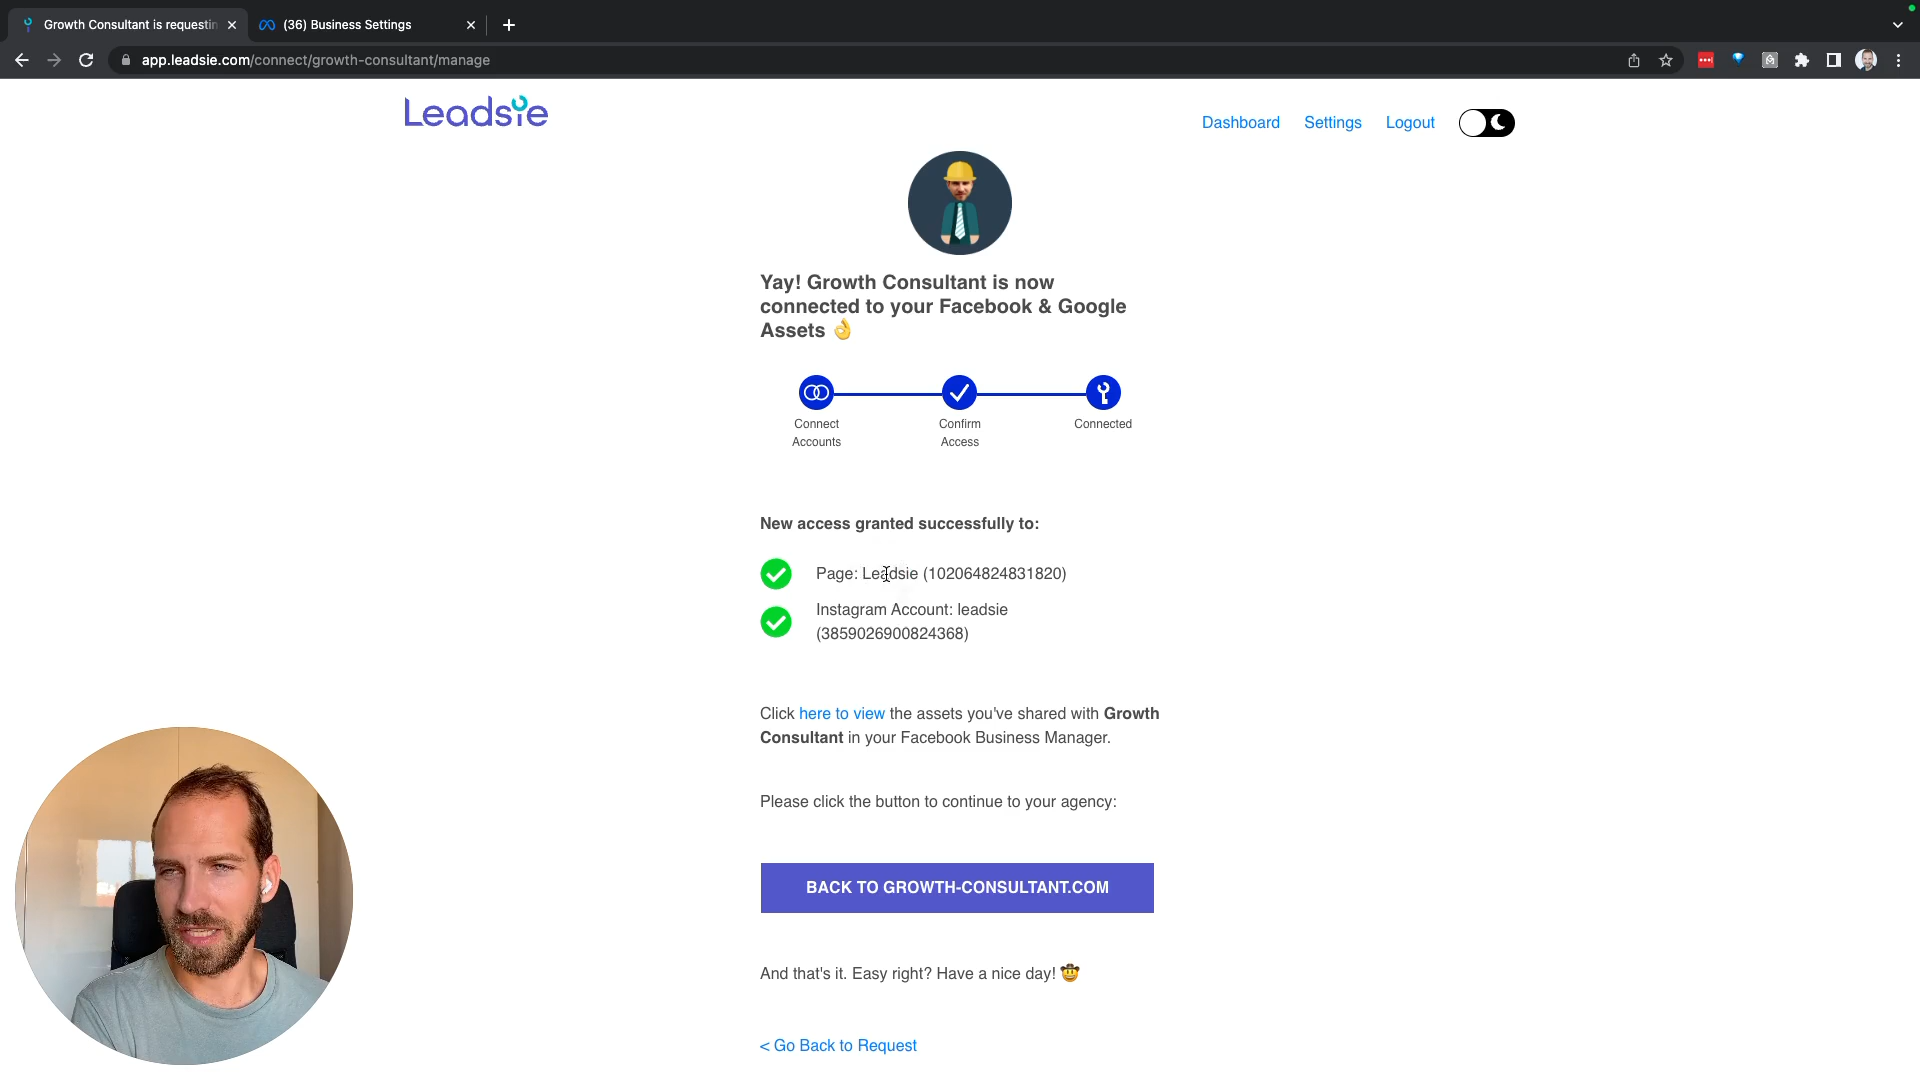 Growth Consultant is requestin
(36) Business Settings
app.leadsie.com/connect/growth-consultant/manage
Leadsie
Dashboard
Settings
Logout
Yay! Growth Consultant is now
connected to your Facebook & Google
Assets 👌
Connect
Accounts
Confirm
Access
Connected
New access granted successfully to:
Page: Leadsie (102064824831820)
Instagram Account: leadsie
(3859026900824368)
Click here to view the assets you've shared with Growth
Consultant in your Facebook Business Manager.
Please click the button to continue to your agency:
BACK TO GROWTH-CONSULTANT.COM
And that's it. Easy right? Have a nice day! 🤠
< Go Back to Request